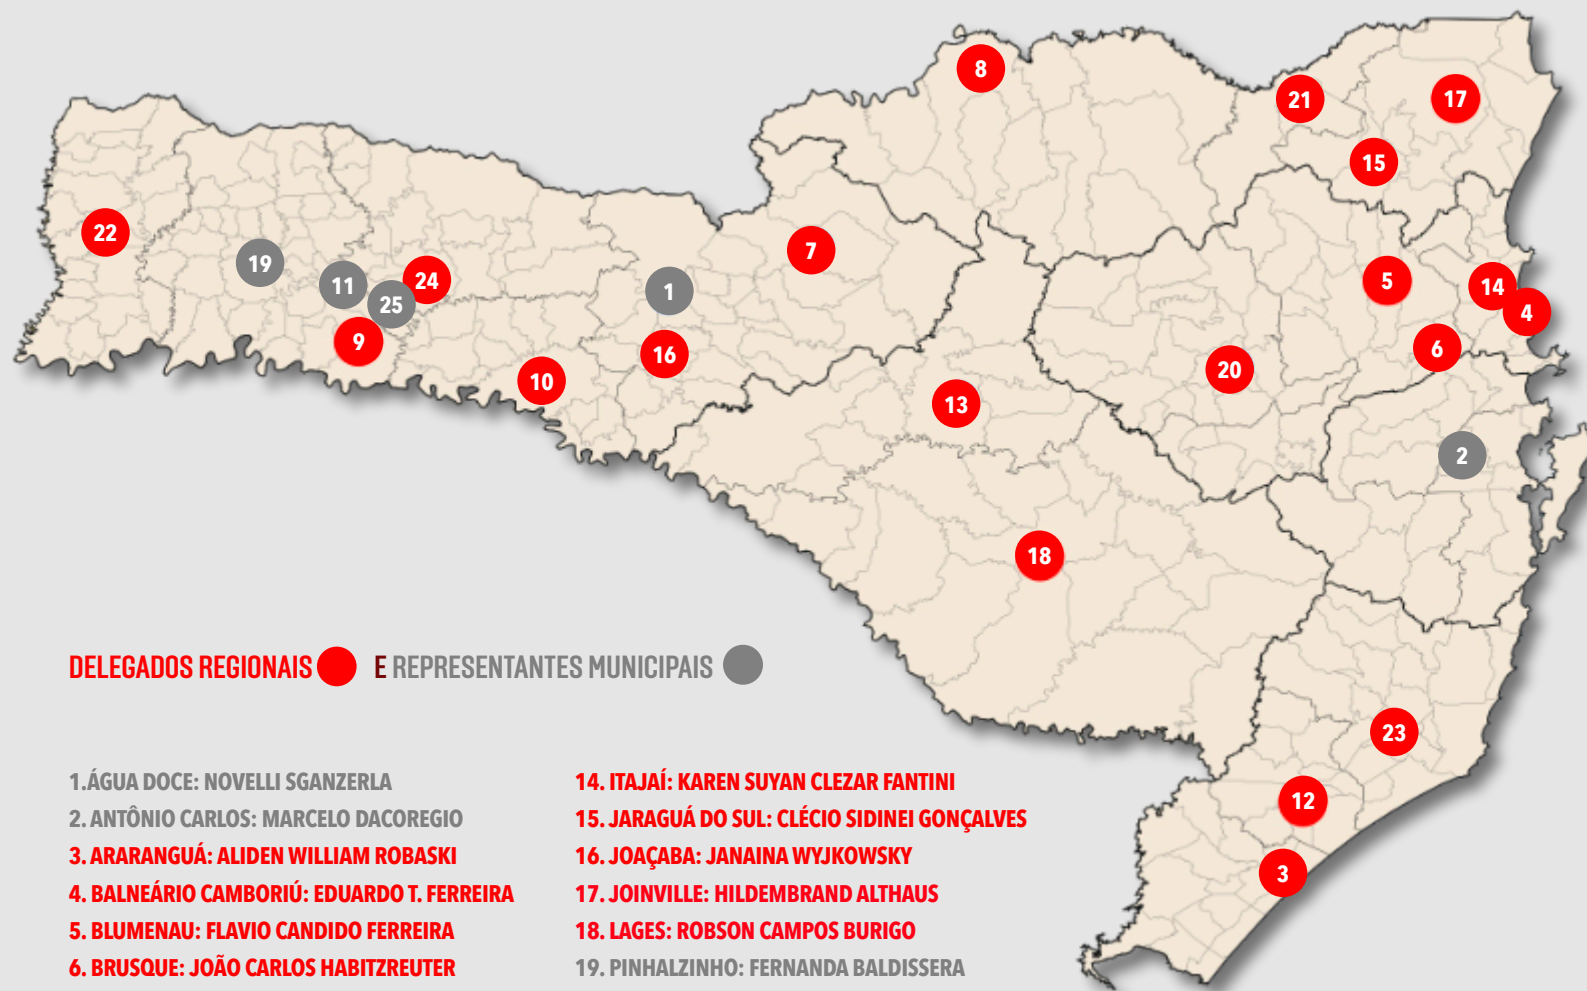 8
21
17
15
22
19
11
24
25
9
10
1
16
7
13
18
20
5
14
4
6
2
23
12
3
DELEGADOS REGIONAIS E REPRESENTANTES MUNICIPAIS
1.ÁGUA DOCE: NOVELLI SGANZERLA
2. ANTÔNIO CARLOS: MARCELO DACOREGIO
3. ARARANGUÁ: ALIDEN WILLIAM ROBASKI
4. BALNEÁRIO CAMBORIÚ: EDUARDO T. FERREIRA
5. BLUMENAU: FLAVIO CANDIDO FERREIRA
6. BRUSQUE: JOÃO CARLOS HABITZREUTER
14. ITAJAÍ: KAREN SUYAN CLEZAR FANTINI
15. JARAGUÁ DO SUL: CLÉCIO SIDINEI GONÇALVES
16. JOAÇABA: JANAINA WYJKOWSKY
17. JOINVILLE: HILDEMBRAND ALTHAUS
18. LAGES: ROBSON CAMPOS BURIGO
19. PINHALZINHO: FERNANDA BALDISSERA